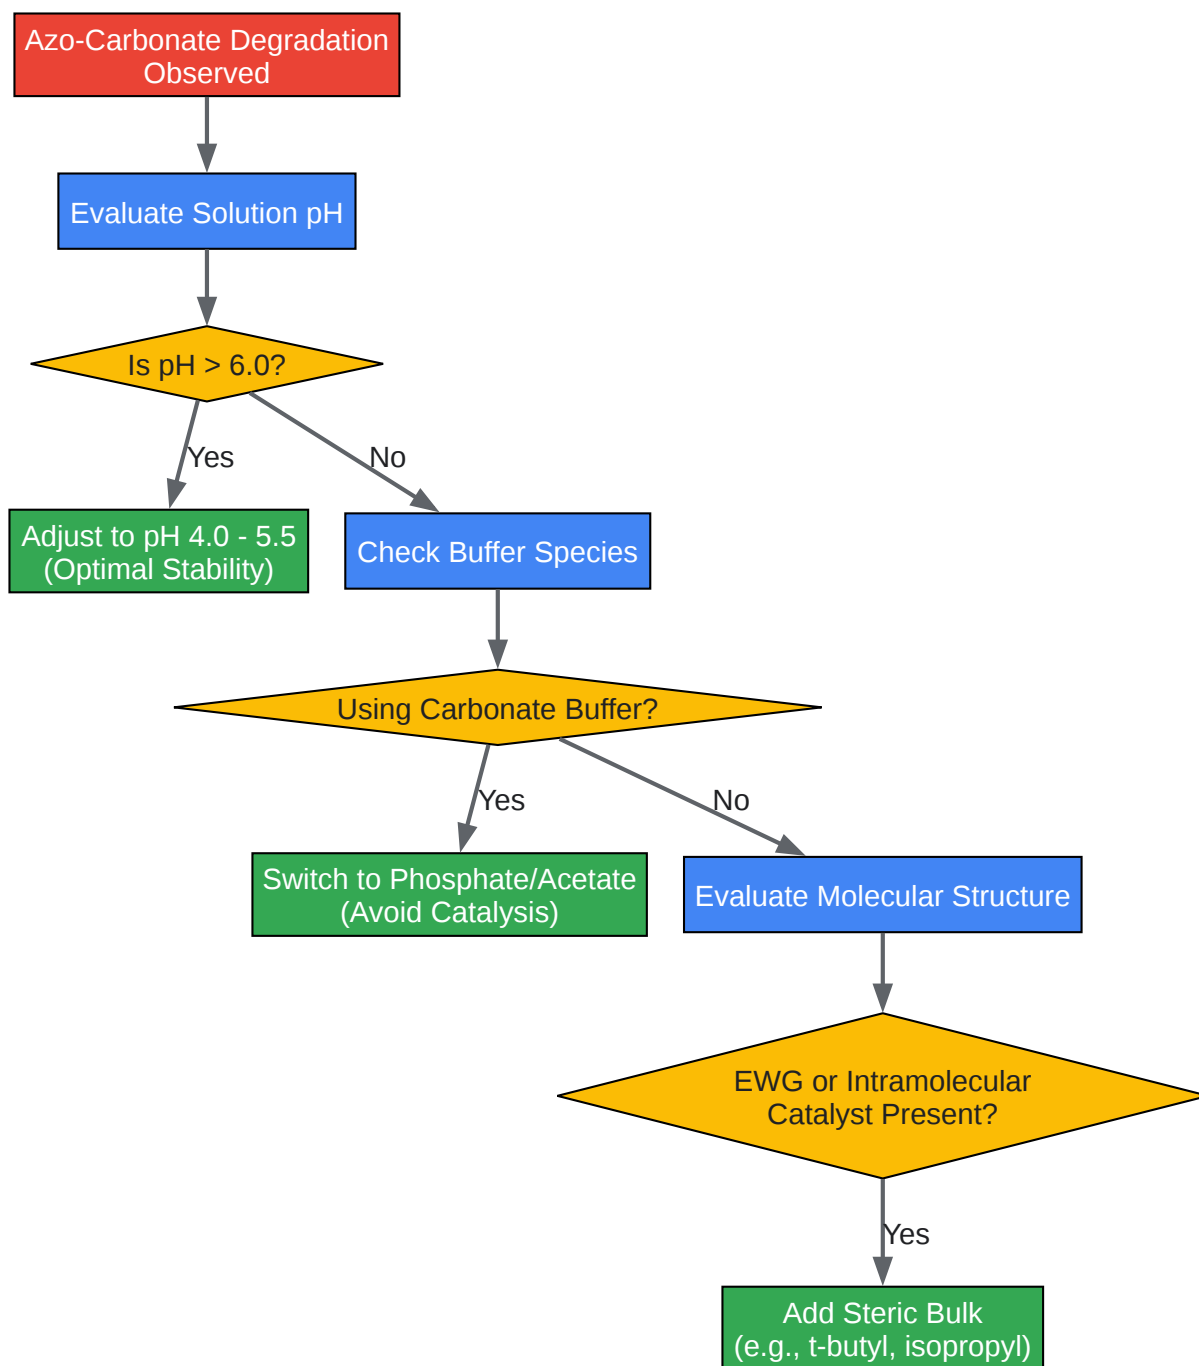 Azo-Carbonate Degradation
Observed
Evaluate Solution pH
Is pH > 6.0?
Yes
No
Adjust to pH 4.0 - 5.5
(Optimal Stability)
Check Buffer Species
Using Carbonate Buffer?
Yes
No
Switch to Phosphate/Acetate
(Avoid Catalysis)
Evaluate Molecular Structure
EWG or Intramolecular
Catalyst Present?
Yes
Add Steric Bulk
(e.g., t-butyl, isopropyl)